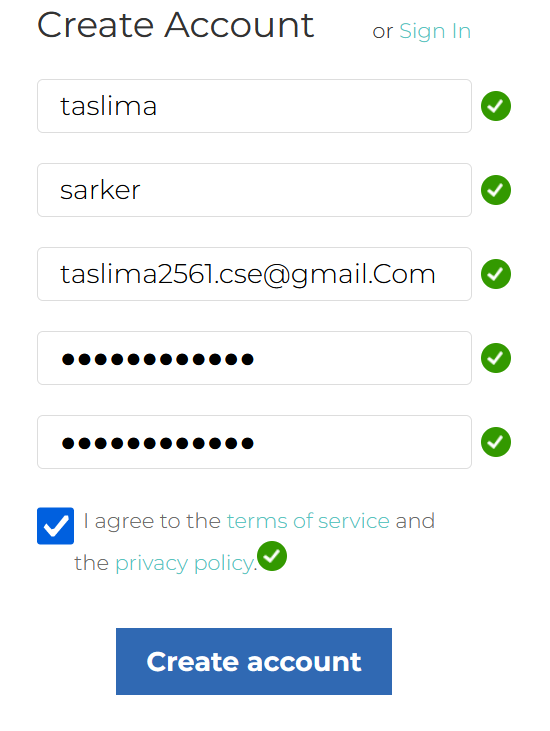 Create Account or Sign In
taslima
sarker
taslima2561.cse@gmail.Com
●●●●●●●●●●●●
●●●●●●●●●●●●
I agree to the terms of service and
the privacy policy.
Create account